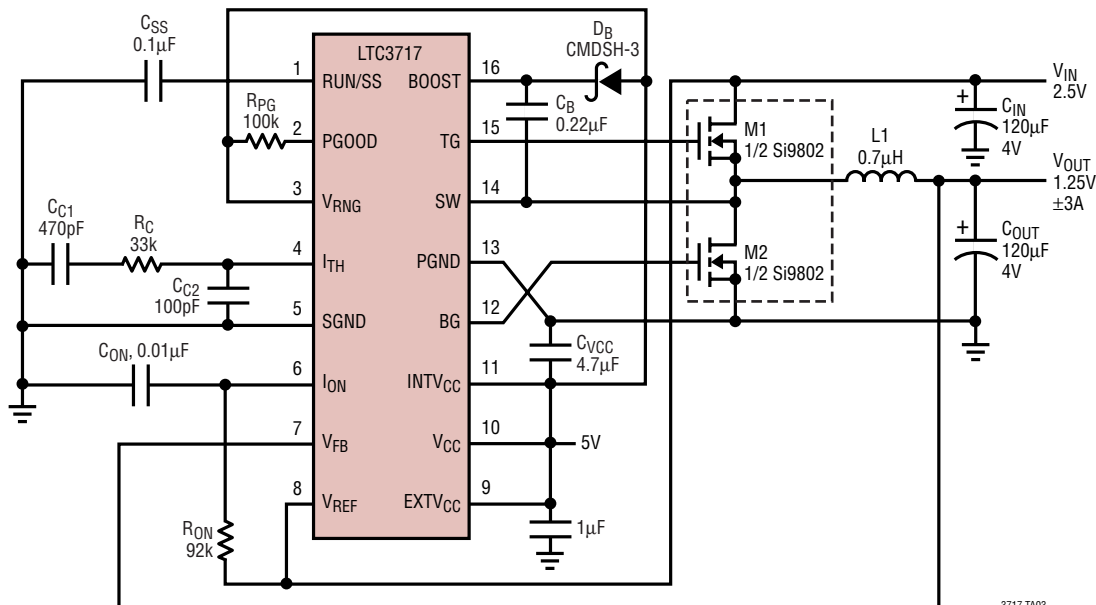 CSS
0.1µF
RPG
100k
CC1
470pF
RC
33k
CC2
100pF
CON, 0.01µF
RON
92k
LTC3717
1 RUN/SS
2 PGOOD
3 VRNG
4 ITH
5 SGND
6 ION
7 VFB
8 VREF
BOOST 16
TG 15
SW 14
PGND 13
BG 12
INTVCC 11
VCC 10
EXTVCC 9
DB
CMDSH-3
CB
0.22µF
M1
1/2 Si9802
M2
1/2 Si9802
CVCC
4.7µF
5V
1µF
L1
0.7µH
VIN
2.5V
+
CIN
120µF
4V
VOUT
1.25V
±3A
+
COUT
120µF
4V
3717 TA03